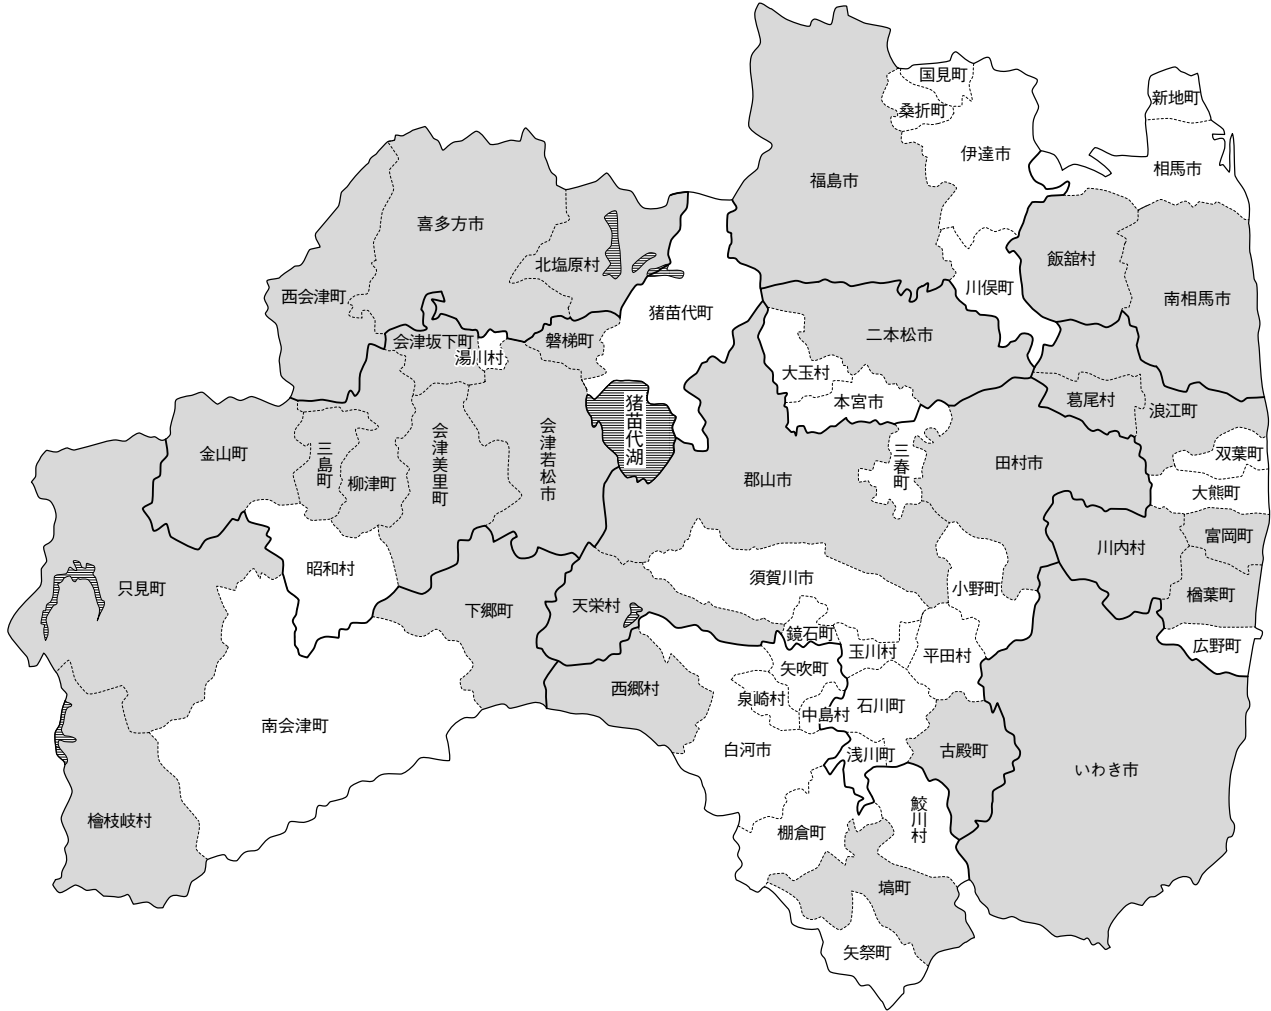 国見町
新地町
桑折町
伊達市
相馬市
福島市
喜多方市
北塩原村
飯舘村
川俣町
西会津町
南相馬市
猪苗代町
二本松市
会津坂下町
磐梯町
湯川村
大玉村
本宮市
葛尾村
浪江町
猪苗代湖
金山町
三島町
会津美里町
会津若松市
三春町
双葉町
田村市
柳津町
郡山市
大熊町
富岡町
川内村
昭和村
須賀川市
只見町
小野町
楢葉町
下郷町
天栄村
鏡石町
玉川村
平田村
広野町
矢吹町
西郷村
泉崎村
石川町
中島村
南会津町
白河市
浅川町
古殿町
いわき市
檜枝岐村
鮫川村
棚倉町
塙町
矢祭町